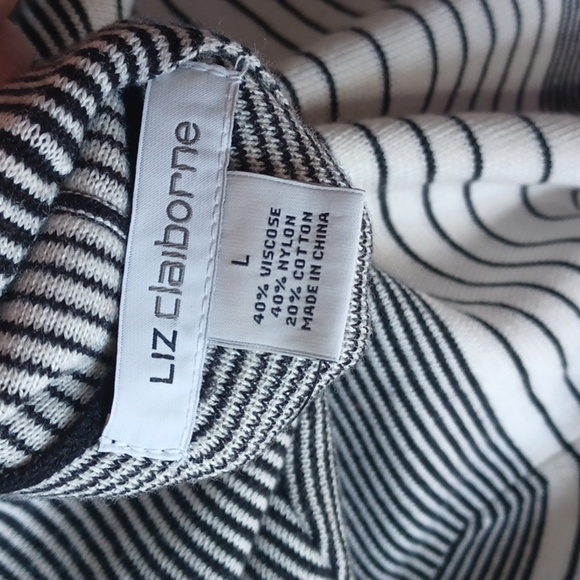 LIZ claiborne
L
40% VISCOSE
40% NYLON
20% COTTON
MADE IN CHINA